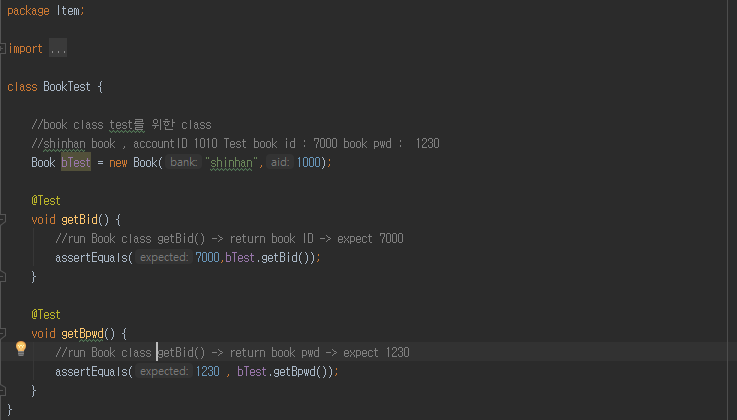 package Item;
import ...
class BookTest {
//book class test를 위한 class
//shinhan book , accountID 1010 Test book id : 7000 book pwd :  1230
Book bTest = new Book( bank: "shinhan", aid: 1000);
@Test
void getBid() {
//run Book class getBid() -> return book ID -> expect 7000
assertEquals( expected: 7000,bTest.getBid());
}
@Test
void getBpwd() {
//run Book class getBid() -> return book pwd -> expect 1230
assertEquals( expected: 1230 , bTest.getBpwd());
}
}